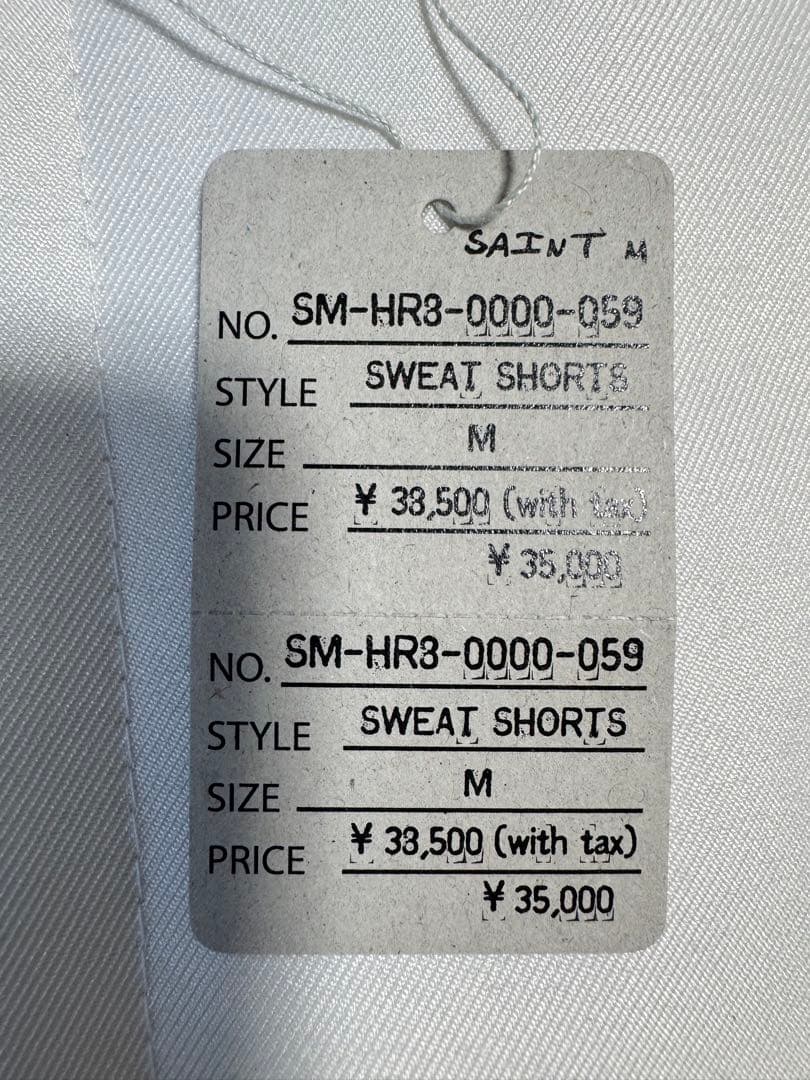 SAINT M
NO. SM-HR8-0000-059
STYLE SWEAT SHORTS
SIZE M
PRICE ¥ 38,500 (with tax)
¥ 35,000
NO. SM-HR8-0000-059
STYLE SWEAT SHORTS
SIZE M
PRICE ¥ 38,500 (with tax)
¥ 35,000